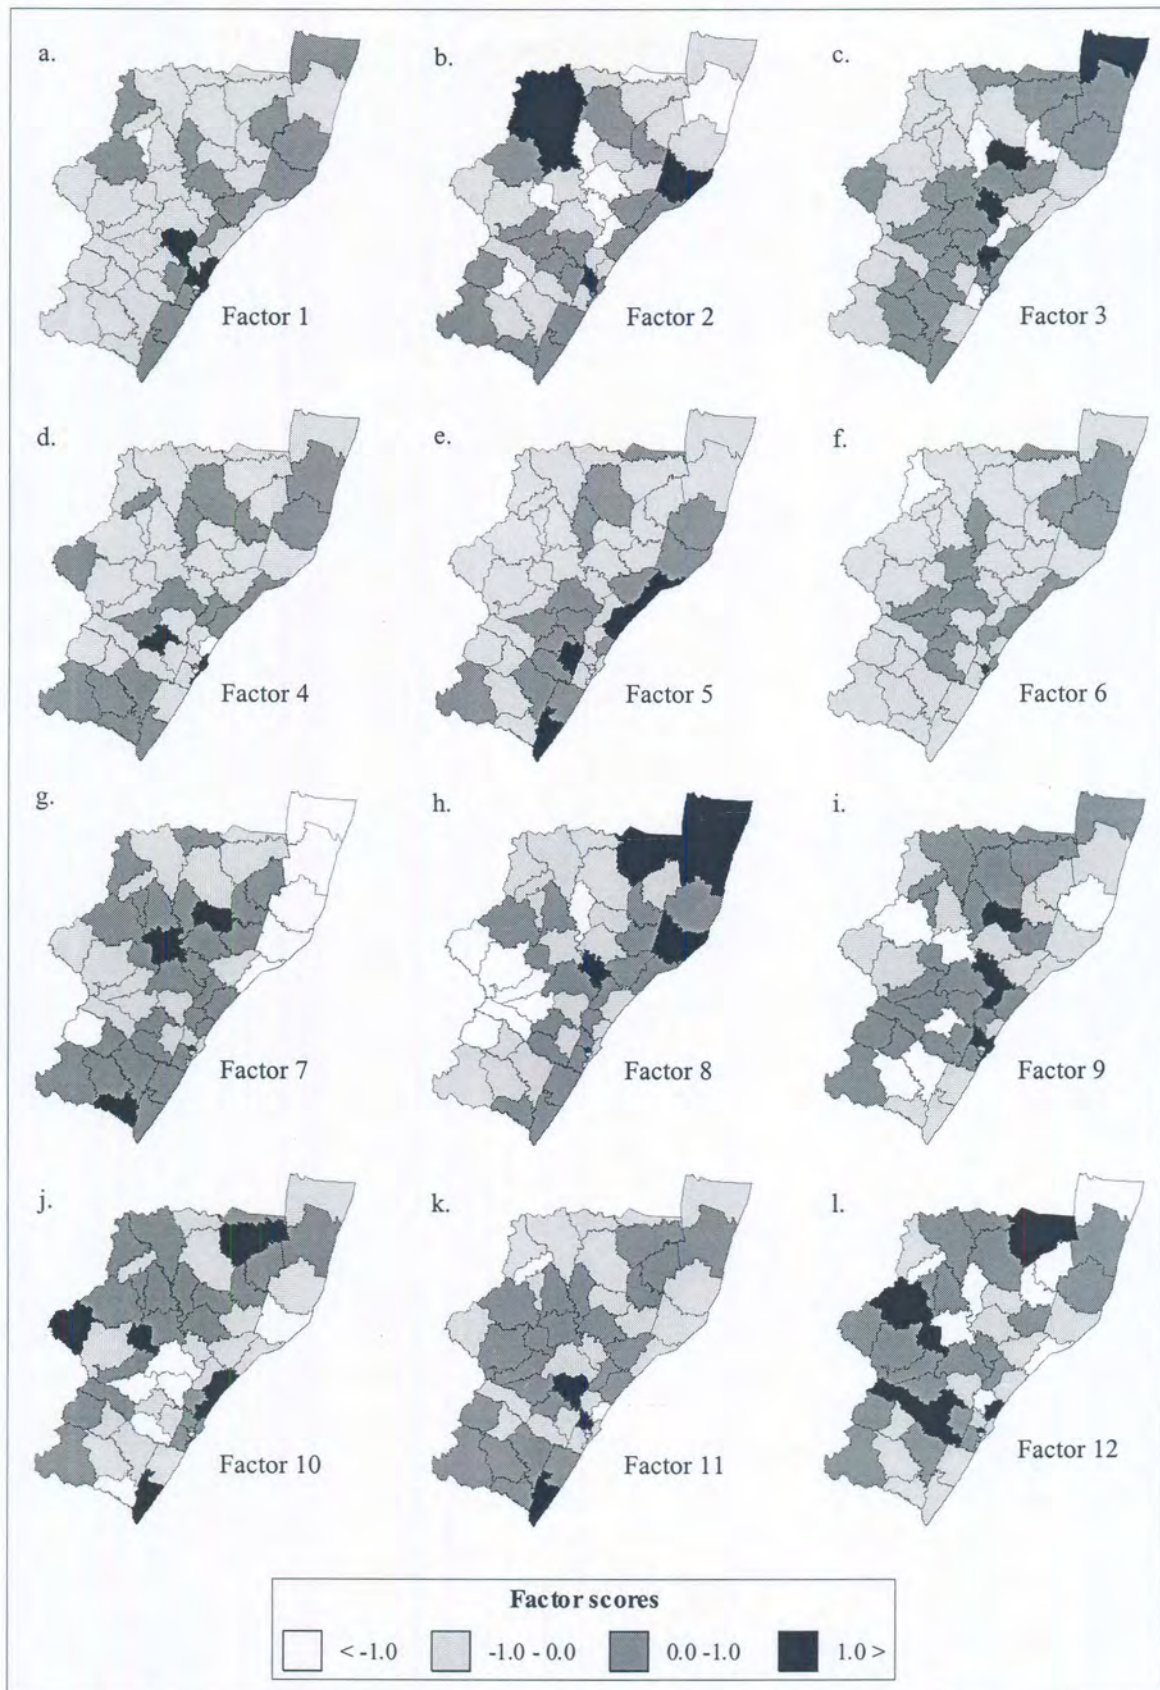 a.
b.
c.
Factor 1
Factor 2
Factor 3
d.
e.
f.
Factor 4
Factor 5
Factor 6
g.
h.
i.
Factor 7
Factor 8
Factor 9
j.
k.
l.
Factor 10
Factor 11
Factor 12
Factor scores
< -1.0
-1.0 - 0.0
0.0 -1.0
1.0 >